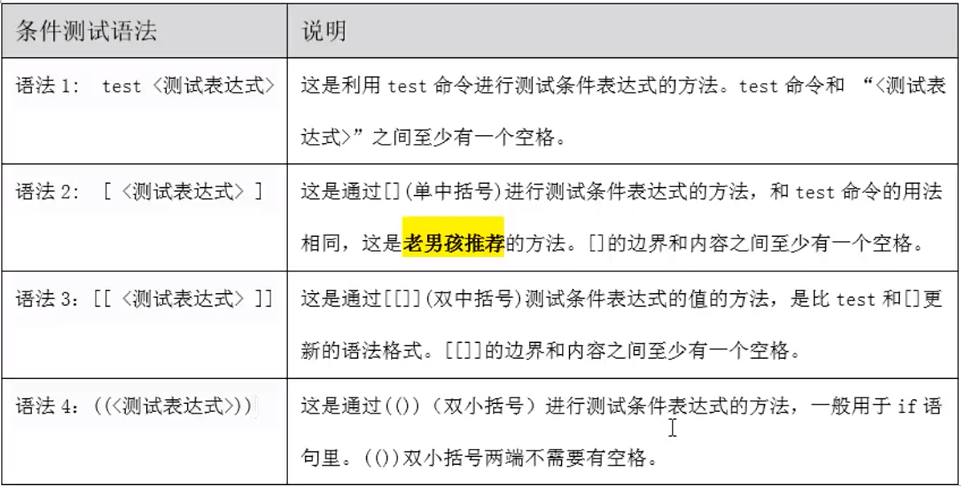 条件测试语法 说明
语法 1: test <测试表达式> 这是利用 test 命令进行测试条件表达式的方法。test 命令和 “<测试表
达式>”之间至少有一个空格。
语法 2: [ <测试表达式> ] 这是通过[](单中括号)进行测试条件表达式的方法，和 test 命令的用法
相同，这是老男孩推荐的方法。[]的边界和内容之间至少有一个空格。
语法 3：[[ <测试表达式> ]] 这是通过[[]](双中括号)测试条件表达式的值的方法，是比 test 和[]更
新的语法格式。[[]]的边界和内容之间至少有一个空格。
语法 4：((<测试表达式>)) 这是通过(())（双小括号）进行测试条件表达式的方法，一般用于 if 语
句里。(())双小括号两端不需要有空格。